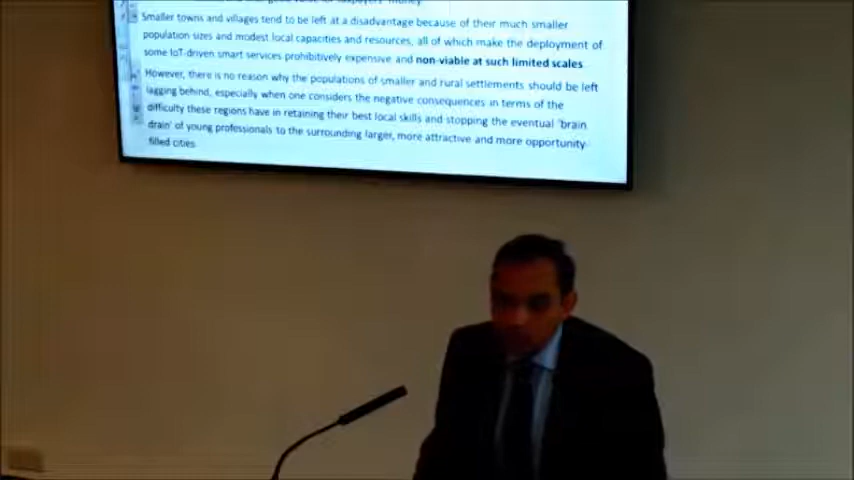 good value for taxpayers' money.
Smaller towns and villages tend to be left at a disadvantage because of their much smaller
population sizes and modest local capacities and resources, all of which make the deployment of
some IoT-driven smart services prohibitively expensive and non-viable at such limited scales.
However, there is no reason why the populations of smaller and rural settlements should be left
lagging behind, especially when one considers the negative consequences in terms of the
difficulty these regions have in retaining their best local skills and stopping the eventual 'brain
drain' of young professionals to the surrounding larger, more attractive and more opportunity-
filled cities.